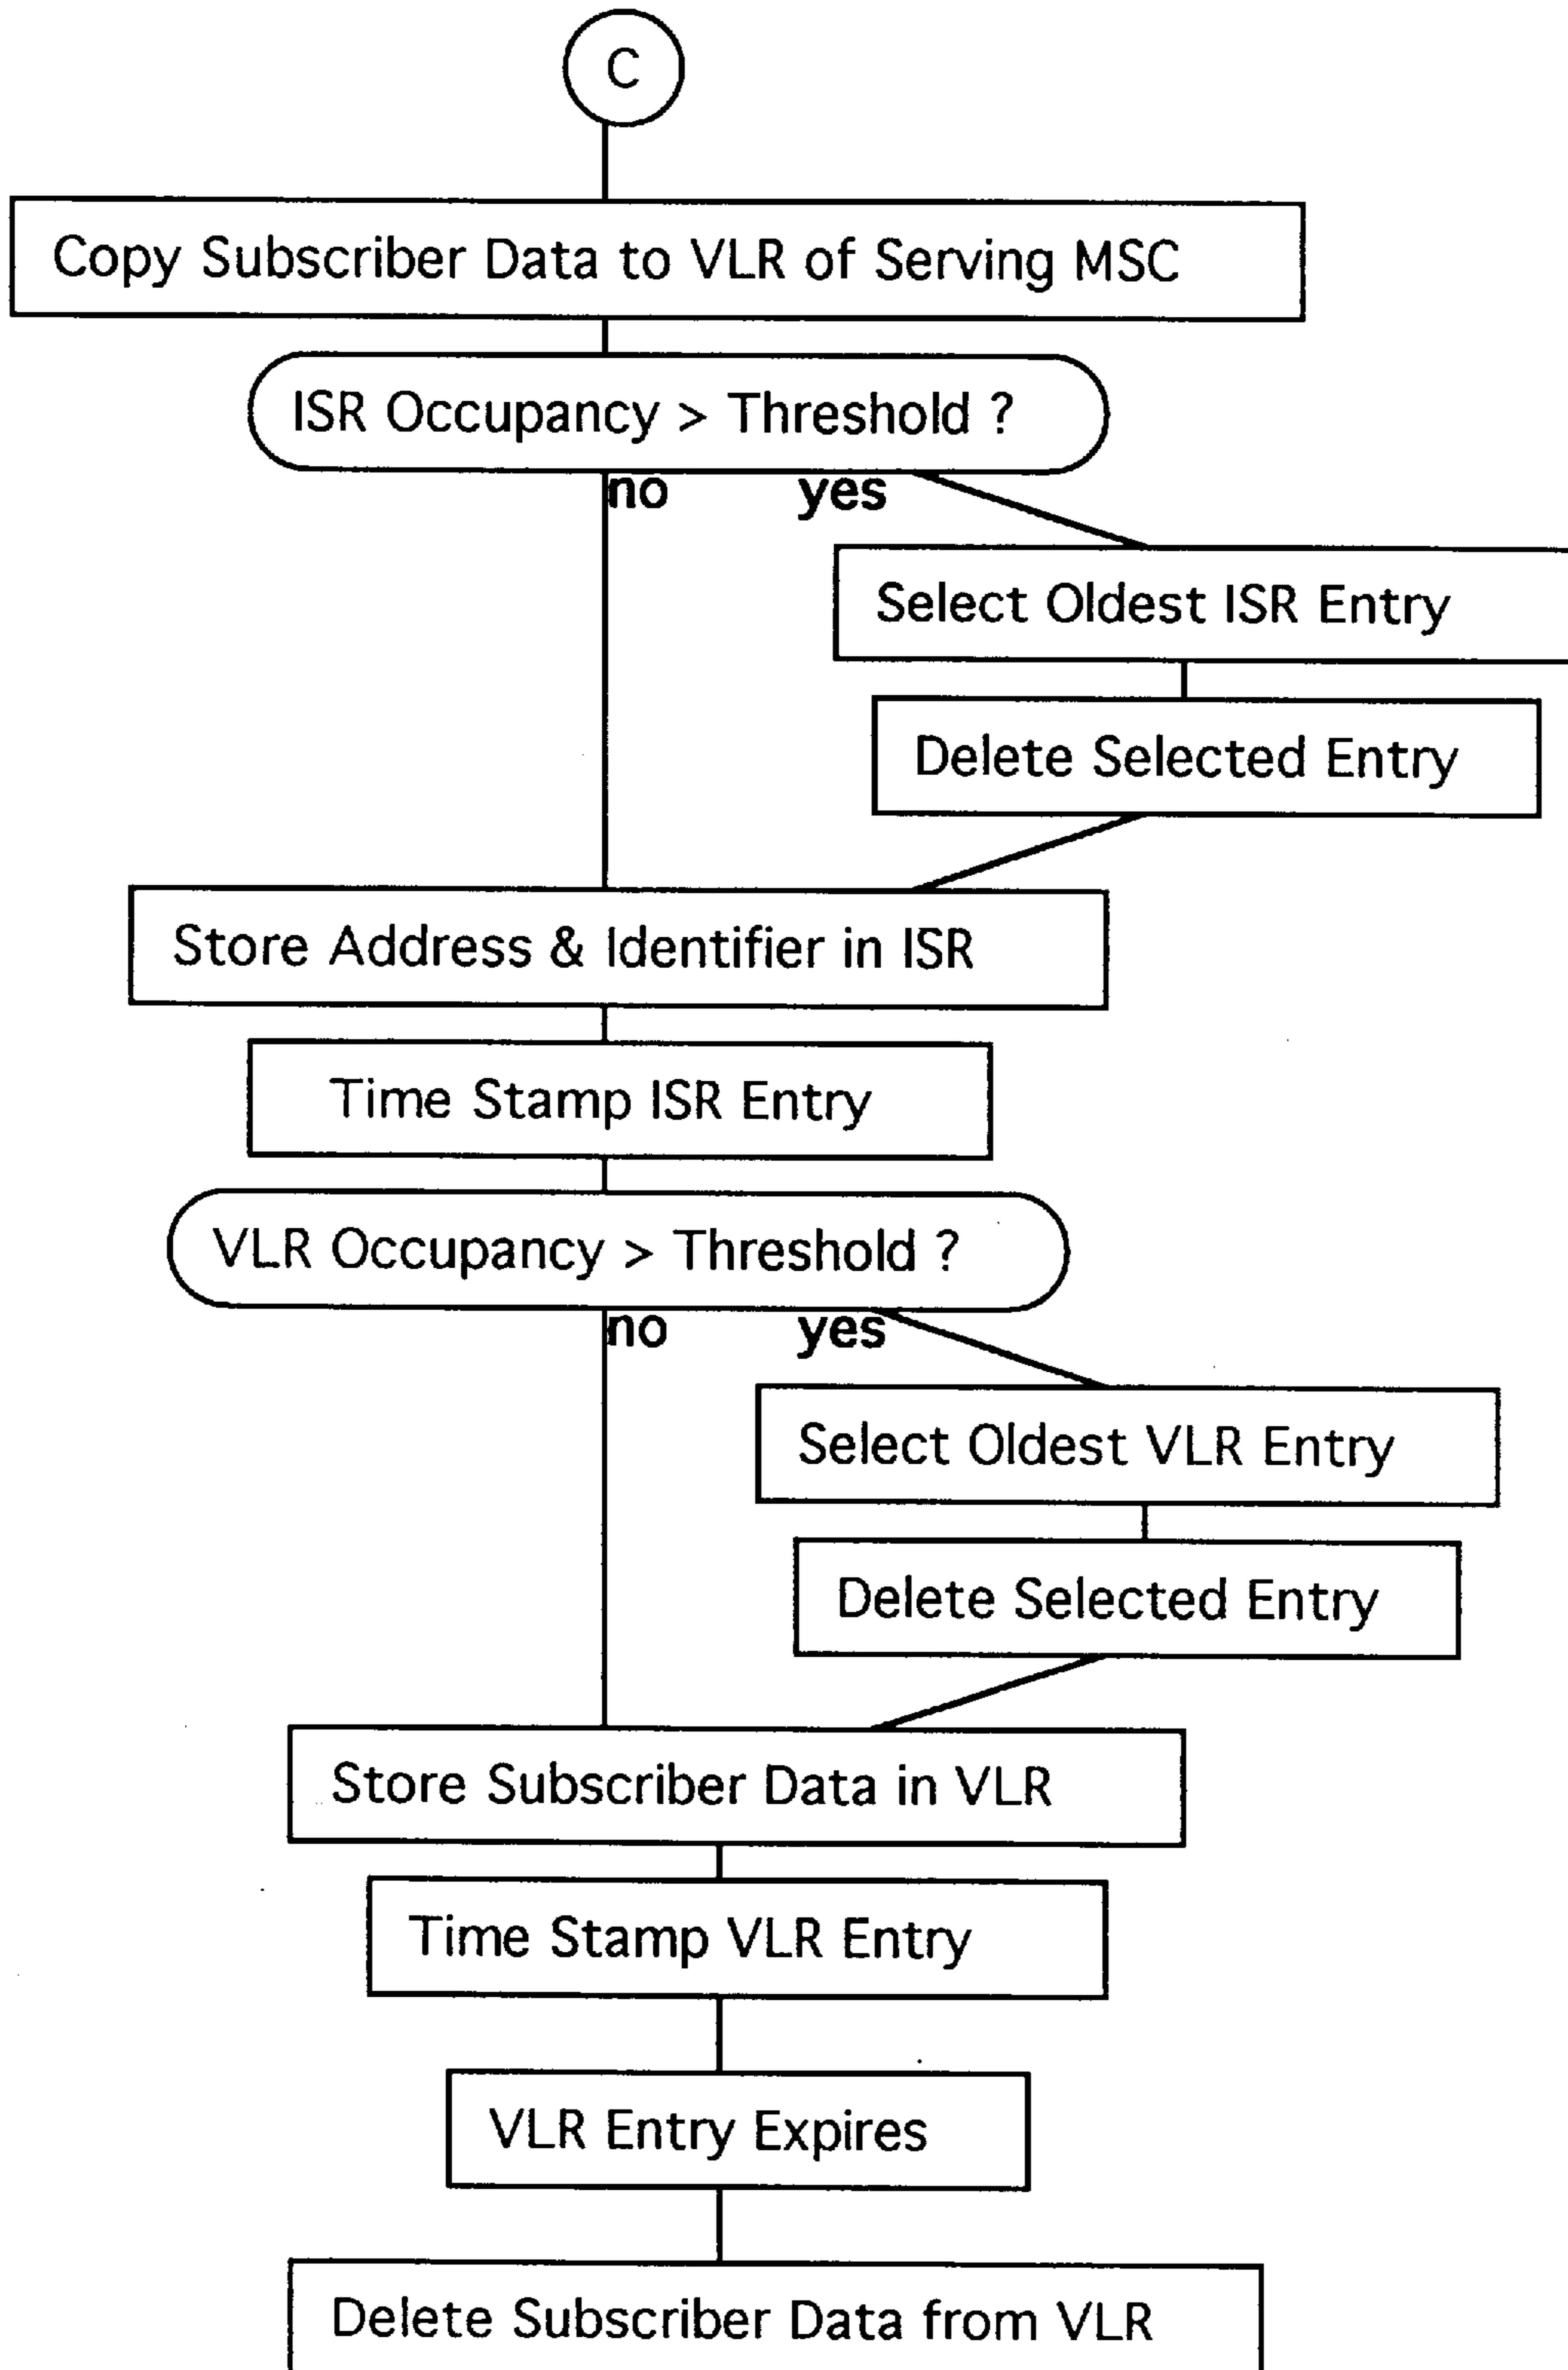 C
Copy Subscriber Data to VLR of Serving MSC
ISR Occupancy > Threshold ?
no
yes
Select Oldest ISR Entry
Delete Selected Entry
Store Address & Identifier in ISR
Time Stamp ISR Entry
VLR Occupancy > Threshold ?
no
yes
Select Oldest VLR Entry
Delete Selected Entry
Store Subscriber Data in VLR
Time Stamp VLR Entry
VLR Entry Expires
Delete Subscriber Data from VLR